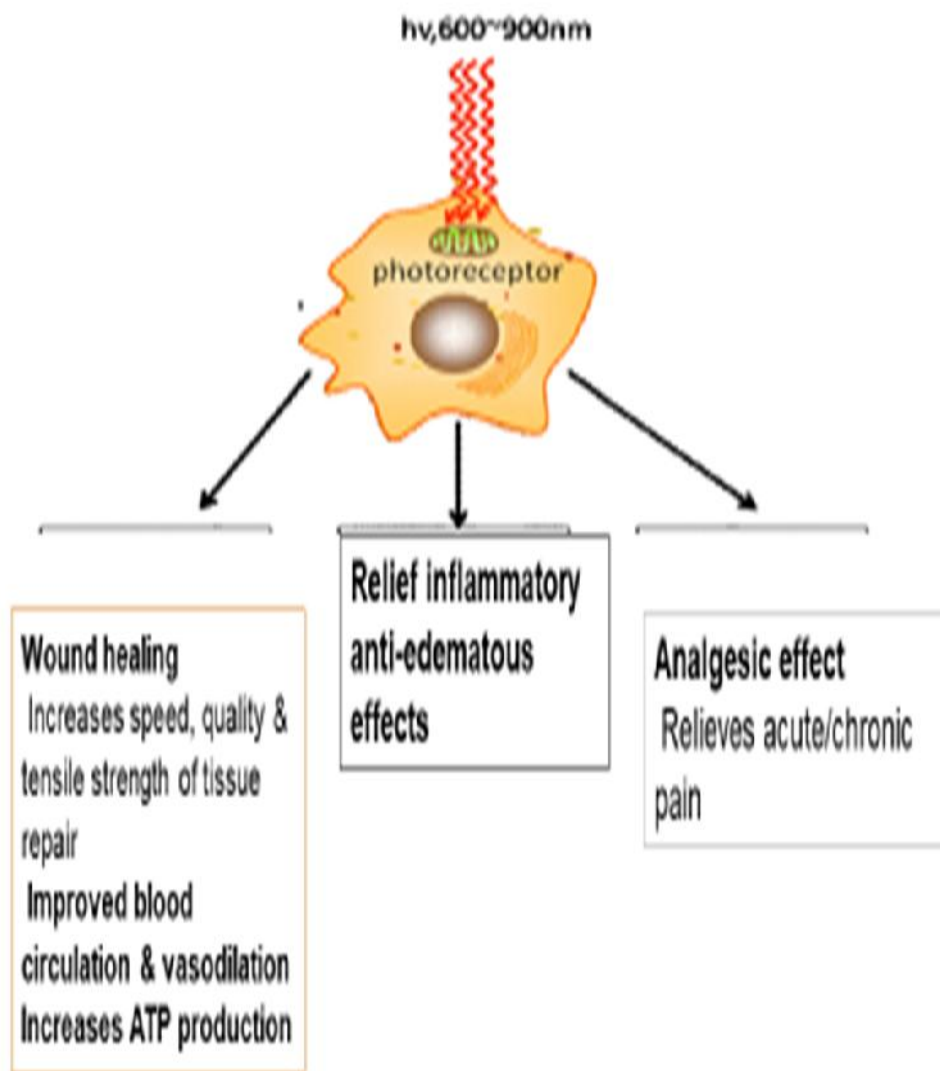 hv,600~900nm
photoreceptor
Wound healing
Increases speed, quality &
tensile strength of tissue
repair
Improved blood
circulation & vasodilation
Increases ATP production
Relief inflammatory
anti-edematous
effects
Analgesic effect
Relieves acute/chronic
pain